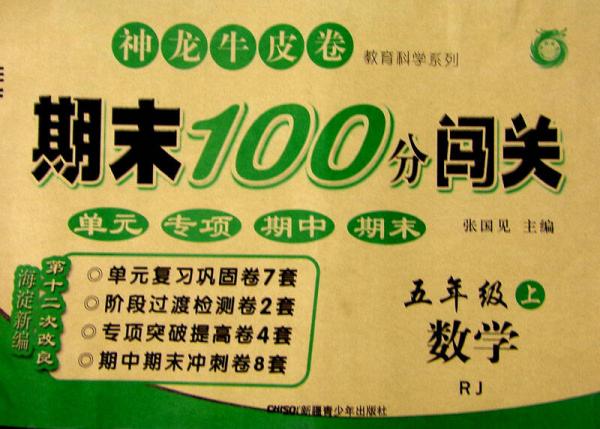 神龙牛皮卷
教育科学系列
期末100分闯关
单元 专项 期中 期末
张国见 主编
第十二次改良
海淀新编
◎单元复习巩固卷7套
◎阶段过渡检测卷2套
◎专项突破提高卷4套
◎期中期末冲刺卷8套
五年级 上
数学
RJ
CHISO 新疆青少年出版社